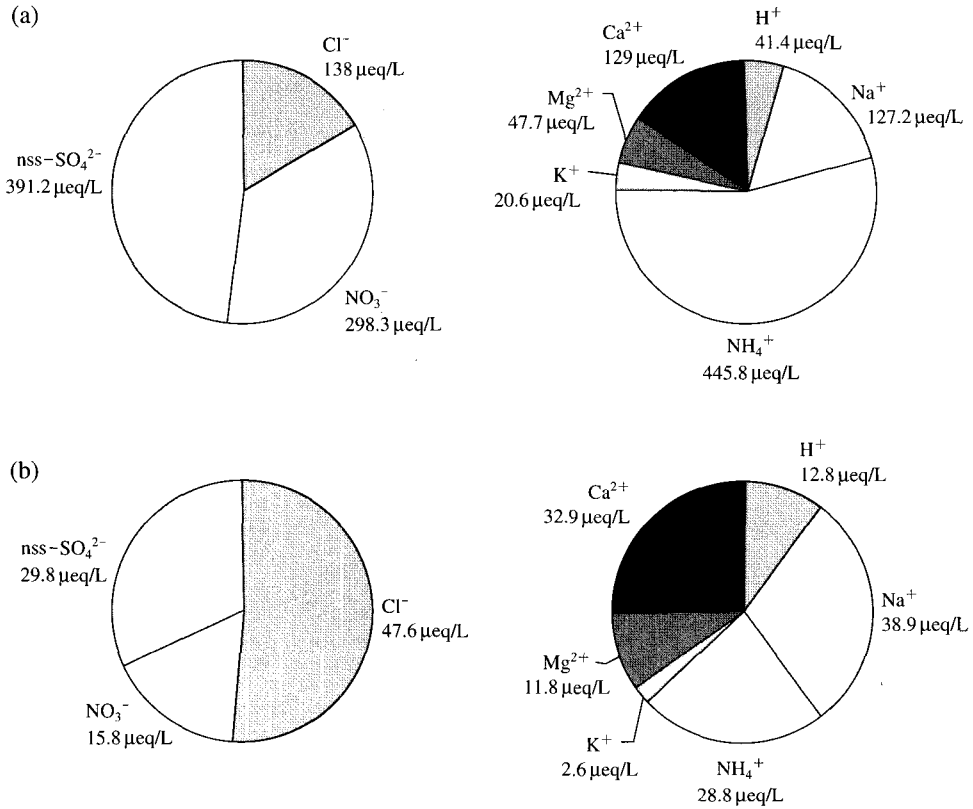 (a)
Cl⁻
138 µeq/L
nss-SO₄²⁻
391.2 µeq/L
NO₃⁻
298.3 µeq/L
H⁺
41.4 µeq/L
Ca²⁺
129 µeq/L
Na⁺
127.2 µeq/L
Mg²⁺
47.7 µeq/L
K⁺
20.6 µeq/L
NH₄⁺
445.8 µeq/L
(b)
nss-SO₄²⁻
29.8 µeq/L
Cl⁻
47.6 µeq/L
NO₃⁻
15.8 µeq/L
H⁺
12.8 µeq/L
Ca²⁺
32.9 µeq/L
Na⁺
38.9 µeq/L
Mg²⁺
11.8 µeq/L
K⁺
2.6 µeq/L
NH₄⁺
28.8 µeq/L